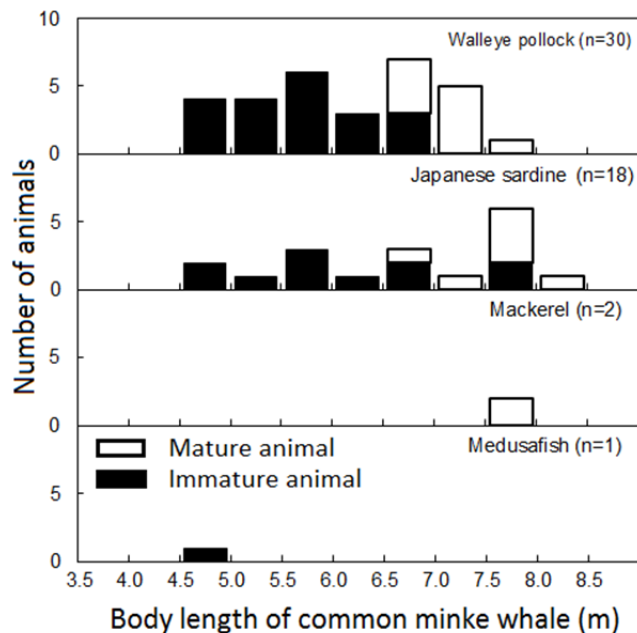 10
Walleye pollock (n=30)
5
0
Japanese sardine (n=18)
5
0
Mackerel (n=2)
5
0
Medusafish (n=1)
Mature animal
Immature animal
5
0
3.5 4.0 4.5 5.0 5.5 6.0 6.5 7.0 7.5 8.0 8.5
Number of animals
Body length of common minke whale (m)